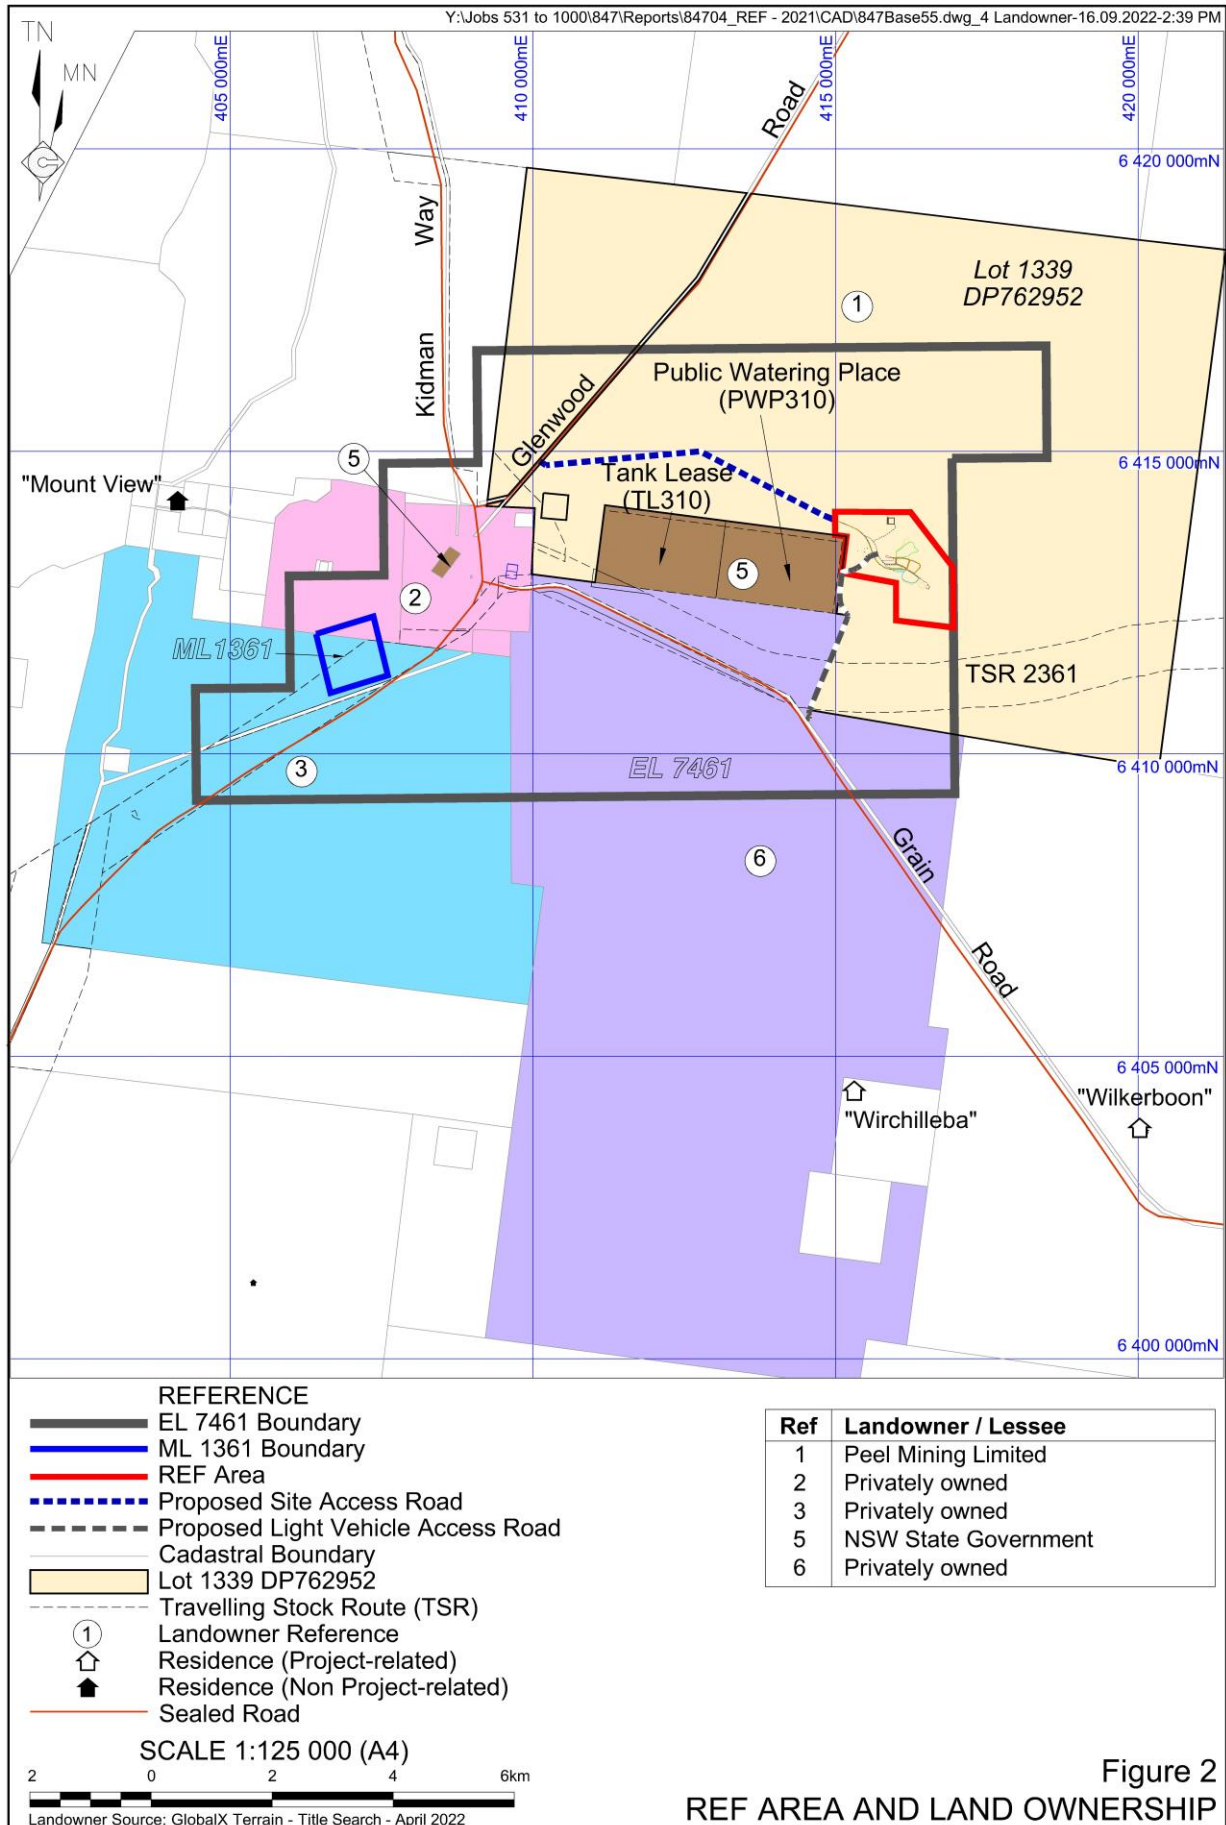 Y:\Jobs 531 to 1000\847\Reports\84704_REF - 2021\CAD\847Base55.dwg_4 Landowner-16.09.2022-2:39 PM
TN
MN
405 000mE
410 000mE
415 000mE
420 000mE
Road
6 420 000mN
Way
Lot 1339
DP762952
1
Kidman
Public Watering Place
(PWP310)
Glenwood
5
"Mount View"
Tank Lease
(TL310)
6 415 000mN
5
2
ML1361
TSR 2361
3
EL 7461
6 410 000mN
6
Grain
Road
6 405 000mN
"Wirchilleba"
"Wilkerboon"
6 400 000mN
REFERENCE
EL 7461 Boundary
ML 1361 Boundary
REF Area
Proposed Site Access Road
Proposed Light Vehicle Access Road
Cadastral Boundary
Lot 1339 DP762952
Travelling Stock Route (TSR)
1 Landowner Reference
Residence (Project-related)
Residence (Non Project-related)
Sealed Road
Ref Landowner / Lessee
1 Peel Mining Limited
2 Privately owned
3 Privately owned
5 NSW State Government
6 Privately owned
SCALE 1:125 000 (A4)
2 0 2 4 6km
Landowner Source: GlobalX Terrain - Title Search - April 2022
Figure 2
REF AREA AND LAND OWNERSHIP